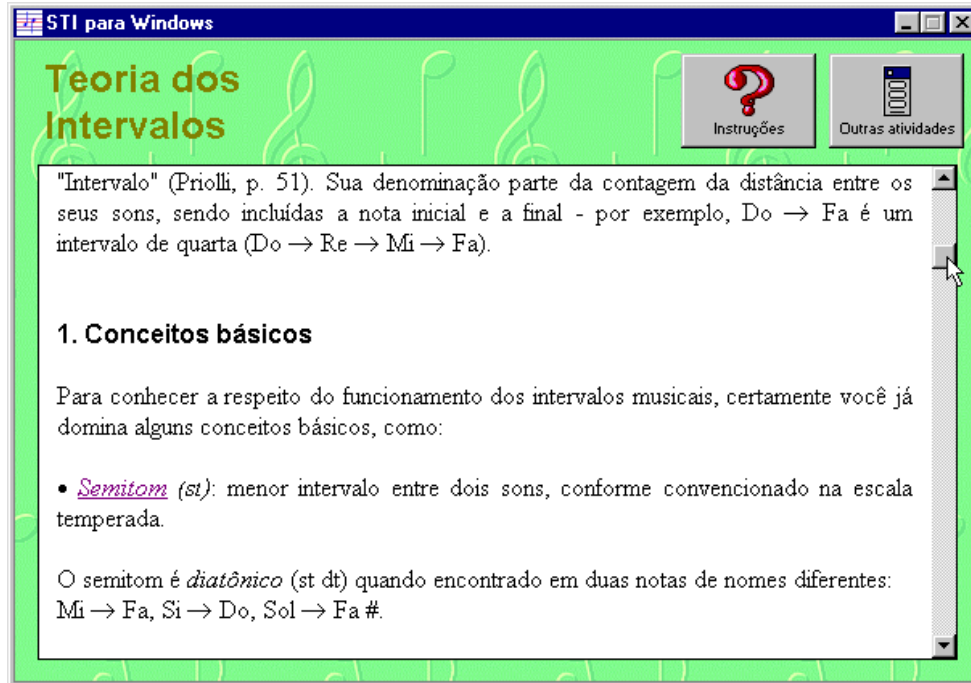 STI para Windows
Teoria dos
Intervalos
Instruções
Outras atividades
"Intervalo" (Priolli, p. 51). Sua denominação parte da contagem da distância entre os
seus sons, sendo incluídas a nota inicial e a final - por exemplo, Do → Fa é um
intervalo de quarta (Do → Re → Mi → Fa).
1. Conceitos básicos
Para conhecer a respeito do funcionamento dos intervalos musicais, certamente você já
domina alguns conceitos básicos, como:
• Semitom (st): menor intervalo entre dois sons, conforme convencionado na escala
temperada.
O semitom é diatônico (st dt) quando encontrado em duas notas de nomes diferentes:
Mi → Fa, Si → Do, Sol → Fa #.